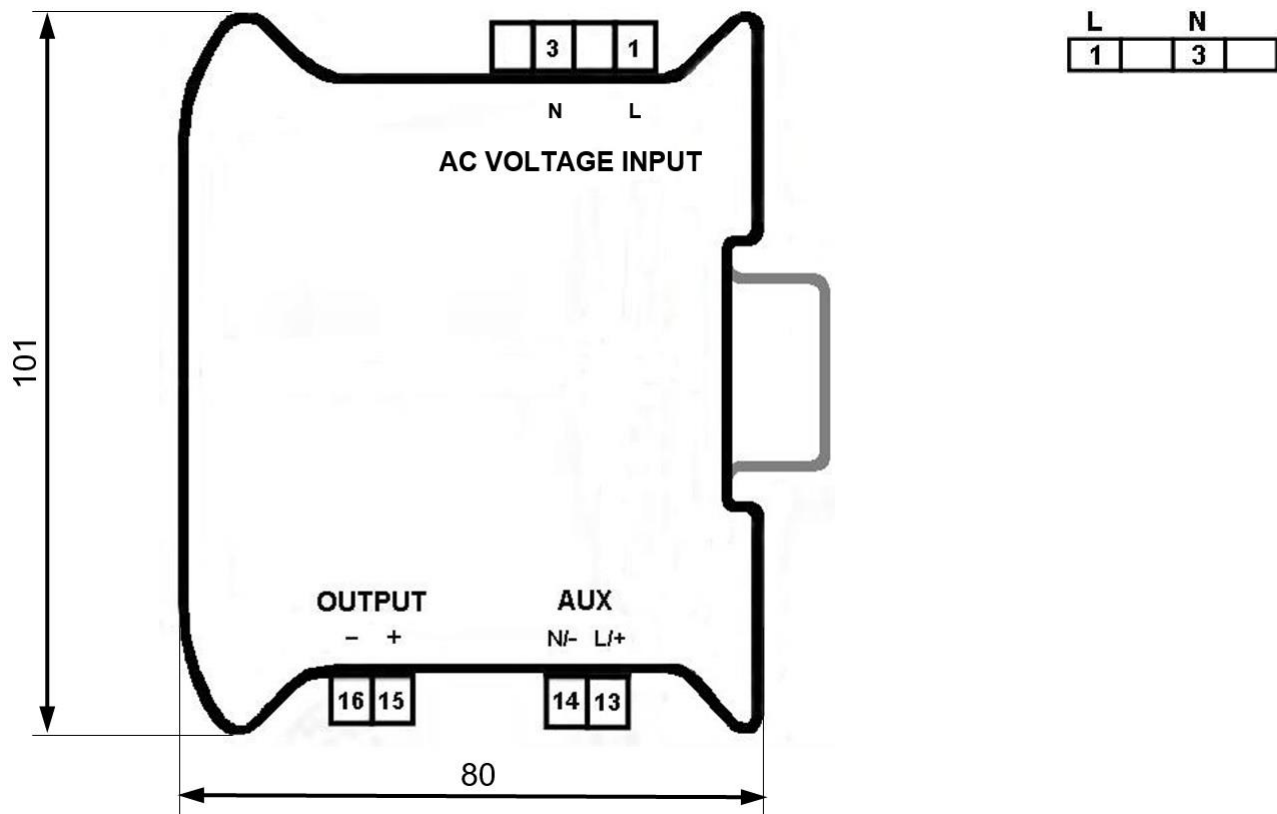 L N
1 3
3 1
N L
AC VOLTAGE INPUT
101
OUTPUT AUX
– + N/- L/+
16 15 14 13
80